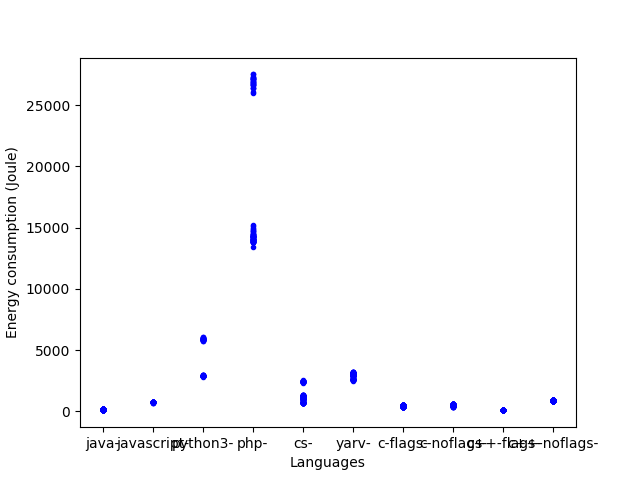 Energy consumption (Joule)
25000
20000
15000
10000
5000
0
java- javascript- python3- php- cs- yarv- c-flags- c-noflags- c++-flags- c++-noflags-
Languages